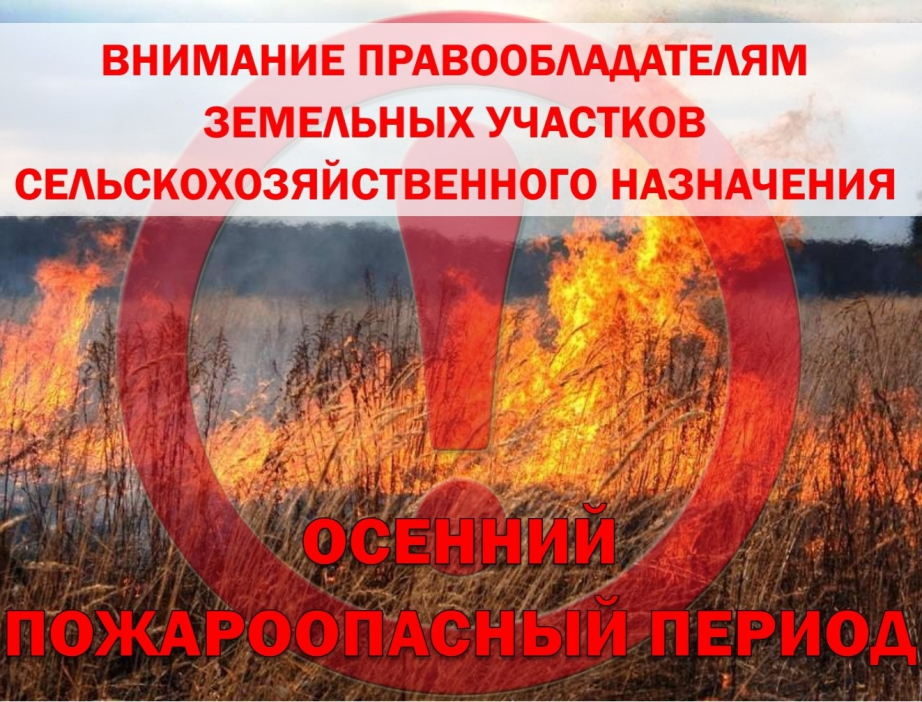 ВНИМАНИЕ ПРАВООБЛАДАТЕЛЯМ
ЗЕМЕЛЬНЫХ УЧАСТКОВ
СЕЛЬСКОХОЗЯЙСТВЕННОГО НАЗНАЧЕНИЯ
ОСЕННИЙ
ПОЖАРООПАСНЫЙ ПЕРИОД